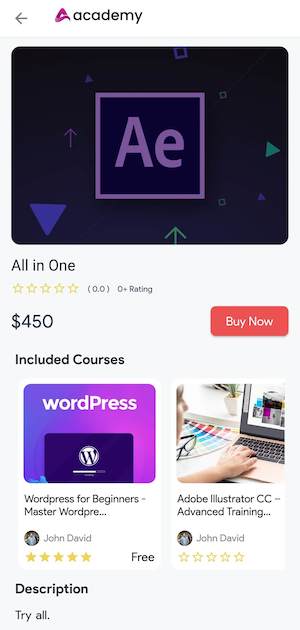 academy
Ae
All in One
( 0.0 ) 0+ Rating
$450
Buy Now
Included Courses
wordPress
Wordpress for Beginners -
Master Wordpre...
John David
Free
Adobe Illustrator CC –
Advanced Training...
John David
Description
Try all.